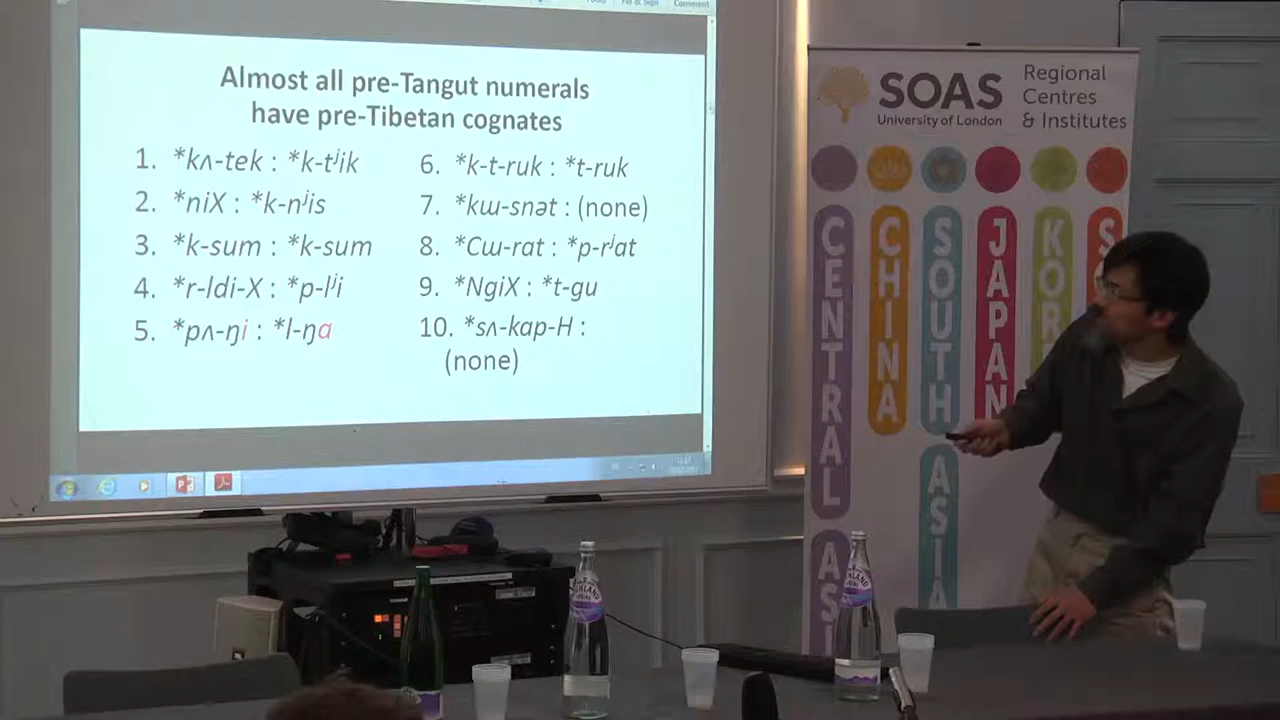 Comment
Almost all pre-Tangut numerals
have pre-Tibetan cognates
1. *kʌ-tek : *k-tʲik
2. *niX : *k-nʲis
3. *k-sum : *k-sum
4. *r-ldi-X : *p-lʲi
5. *pʌ-ŋi : *l-ŋa
6. *k-t-ruk : *t-ruk
7. *kɯ-snət : (none)
8. *Cɯ-rat : *p-rʲat
9. *NgiX : *t-gu
10. *sʌ-kap-H :
(none)
SOAS
University of London
Regional
Centres
& Institutes
CENTRAL ASI
CHINA
SOUTH ASIA
JAPAN
KOR
S
HIGHLAND